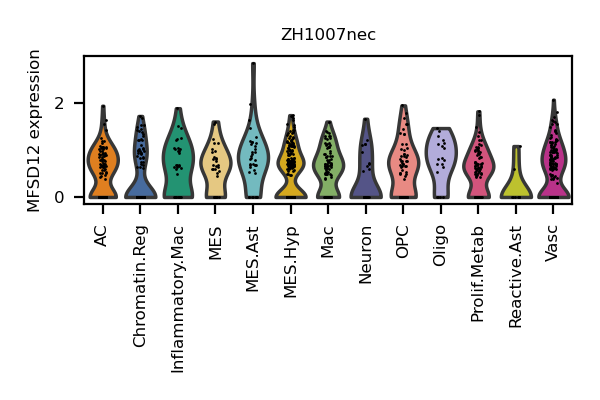 ZH1007nec
MFSD12 expression
2
0
AC
Chromatin.Reg
Inflammatory.Mac
MES
MES.Ast
MES.Hyp
Mac
Neuron
OPC
Oligo
Prolif.Metab
Reactive.Ast
Vasc